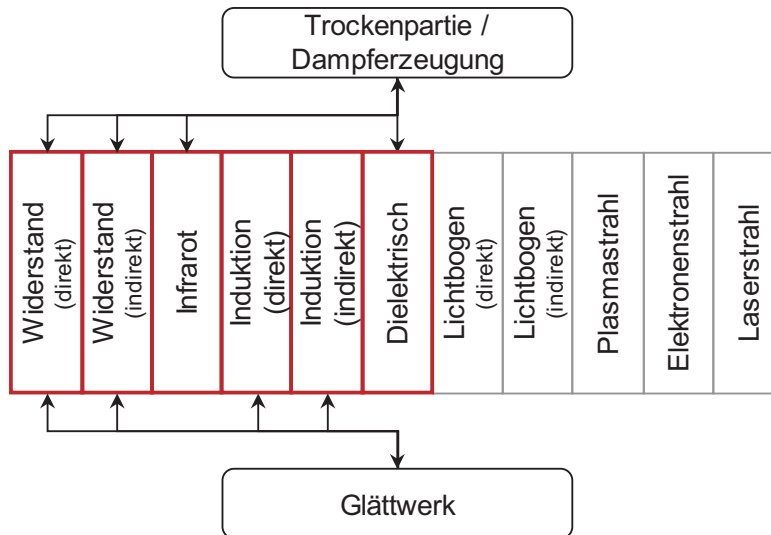 Trockenpartie /
Dampferzeugung
Widerstand
(direkt)
Widerstand
(indirekt)
Infrarot
Induktion
(direkt)
Induktion
(indirekt)
Dielektrisch
Lichtbogen
(direkt)
Lichtbogen
(indirekt)
Plasmastrahl
Elektronenstrahl
Laserstrahl
Glättwerk